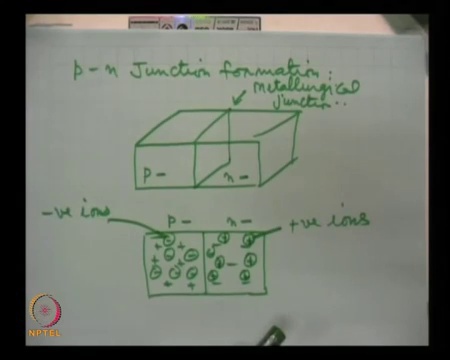 p-n Junction formation:
metallurgical
junction..
p- n-
-ve ions p- n- +ve ions
NPTEL